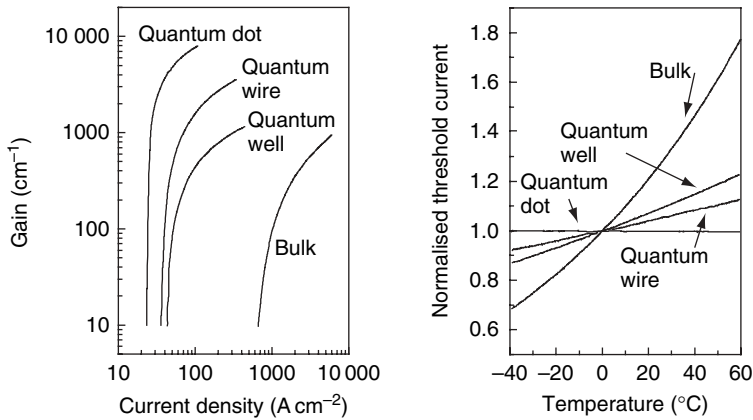 10 000
1000
100
10
Gain (cm⁻¹)
Quantum dot
Quantum
wire
Quantum
well
Bulk
10
100
1000
10 000
Current density (A cm⁻²)
1.8
1.6
1.4
1.2
1.0
0.8
0.6
Normalised threshold current
Bulk
Quantum
well
Quantum
dot
Quantum
wire
−40
−20
0
20
40
60
Temperature (°C)